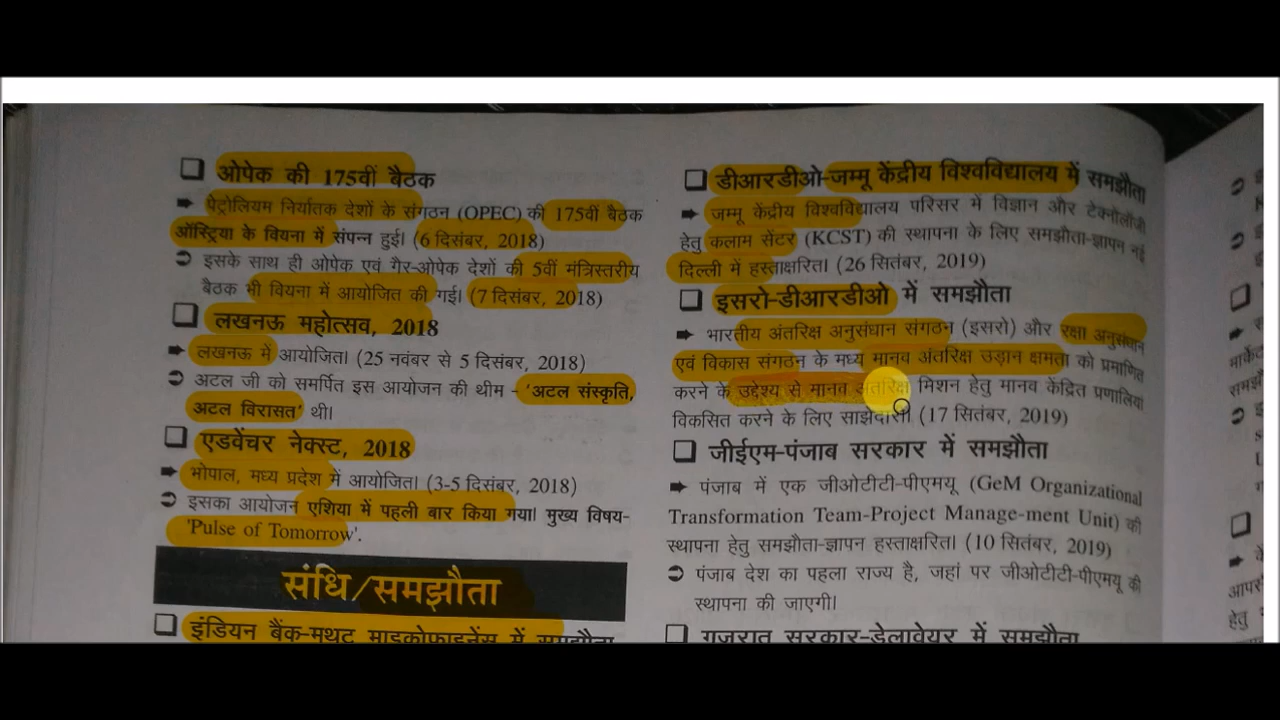 ❑ ओपेक की 175वीं बैठक
➡ पेट्रोलियम निर्यातक देशों के संगठन (OPEC) की 175वीं बैठक
ऑस्ट्रिया के वियना में संपन्न हुई। (6 दिसंबर, 2018)
➲ इसके साथ ही ओपेक एवं गैर-ओपेक देशों की 5वीं मंत्रिस्तरीय
बैठक भी वियना में आयोजित की गई। (7 दिसंबर, 2018)
❑ लखनऊ महोत्सव, 2018
➡ लखनऊ में आयोजित। (25 नवंबर से 5 दिसंबर, 2018)
➲ अटल जी को समर्पित इस आयोजन की थीम - 'अटल संस्कृति,
अटल विरासत' थी।
❑ एडवेंचर नेक्स्ट, 2018
➡ भोपाल, मध्य प्रदेश में आयोजित। (3-5 दिसंबर, 2018)
➲ इसका आयोजन एशिया में पहली बार किया गया। मुख्य विषय-
'Pulse of Tomorrow'.
संधि/समझौता
❑ इंडियन बैंक-मुथूट माइक्रोफाइनेंस में समझौता
❑ डीआरडीओ-जम्मू केंद्रीय विश्वविद्यालय में समझौता
➡ जम्मू केंद्रीय विश्वविद्यालय परिसर में विज्ञान और टेक्नोलॉजी
हेतु कलाम सेंटर (KCST) की स्थापना के लिए समझौता-ज्ञापन नई
दिल्ली में हस्ताक्षरित। (26 सितंबर, 2019)
❑ इसरो-डीआरडीओ में समझौता
➡ भारतीय अंतरिक्ष अनुसंधान संगठन (इसरो) और रक्षा अनुसंधान
एवं विकास संगठन के मध्य मानव अंतरिक्ष उड़ान क्षमता को प्रमाणित
करने के उद्देश्य से मानव अंतरिक्ष मिशन हेतु मानव केंद्रित प्रणालियां
विकसित करने के लिए साझेदारी (17 सितंबर, 2019)
❑ जीईएम-पंजाब सरकार में समझौता
➡ पंजाब में एक जीओटीटी-पीएमयू (GeM Organizational
Transformation Team-Project Manage-ment Unit) की
स्थापना हेतु समझौता-ज्ञापन हस्ताक्षरित। (10 सितंबर, 2019)
➲ पंजाब देश का पहला राज्य है, जहां पर जीओटीटी-पीएमयू की
स्थापना की जाएगी।
❑ गुजरात सरकार-डेलावेयर में समझौता